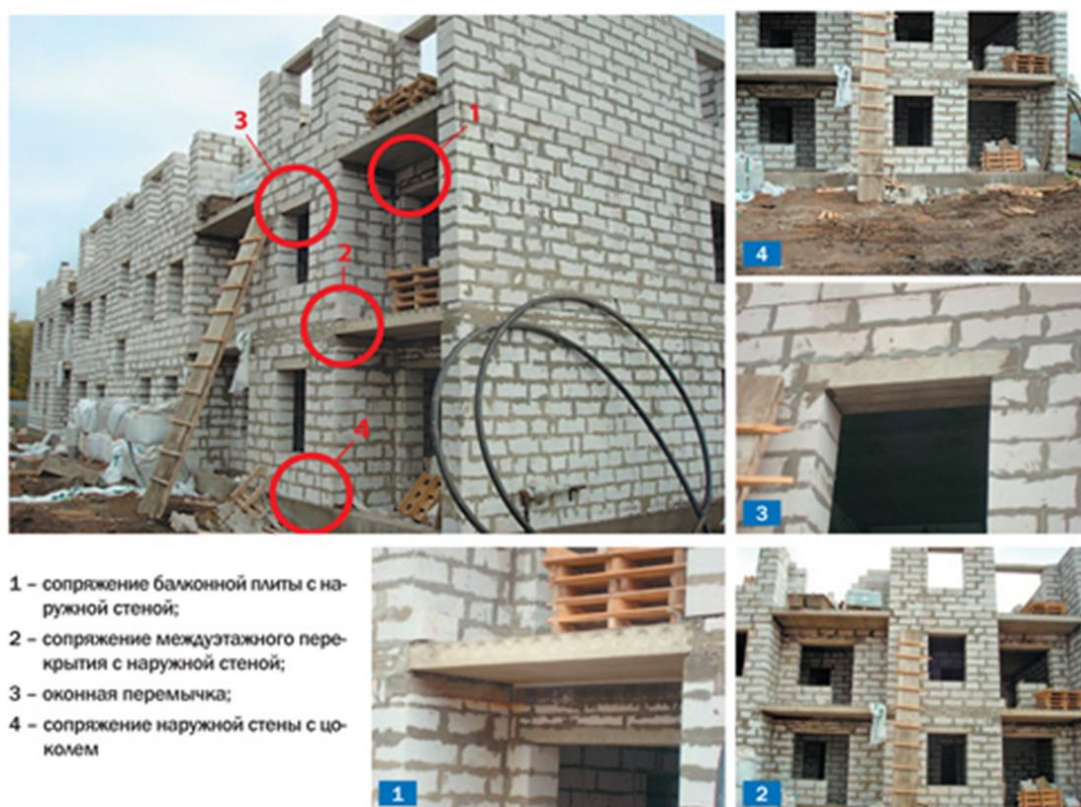 3
1
2
4
4
3
1 – сопряжение балконной плиты с на-
ружной стеной;
2 – сопряжение междуэтажного пере-
крытия с наружной стеной;
3 – оконная перемычка;
4 – сопряжение наружной стены с цо-
колем
1
2